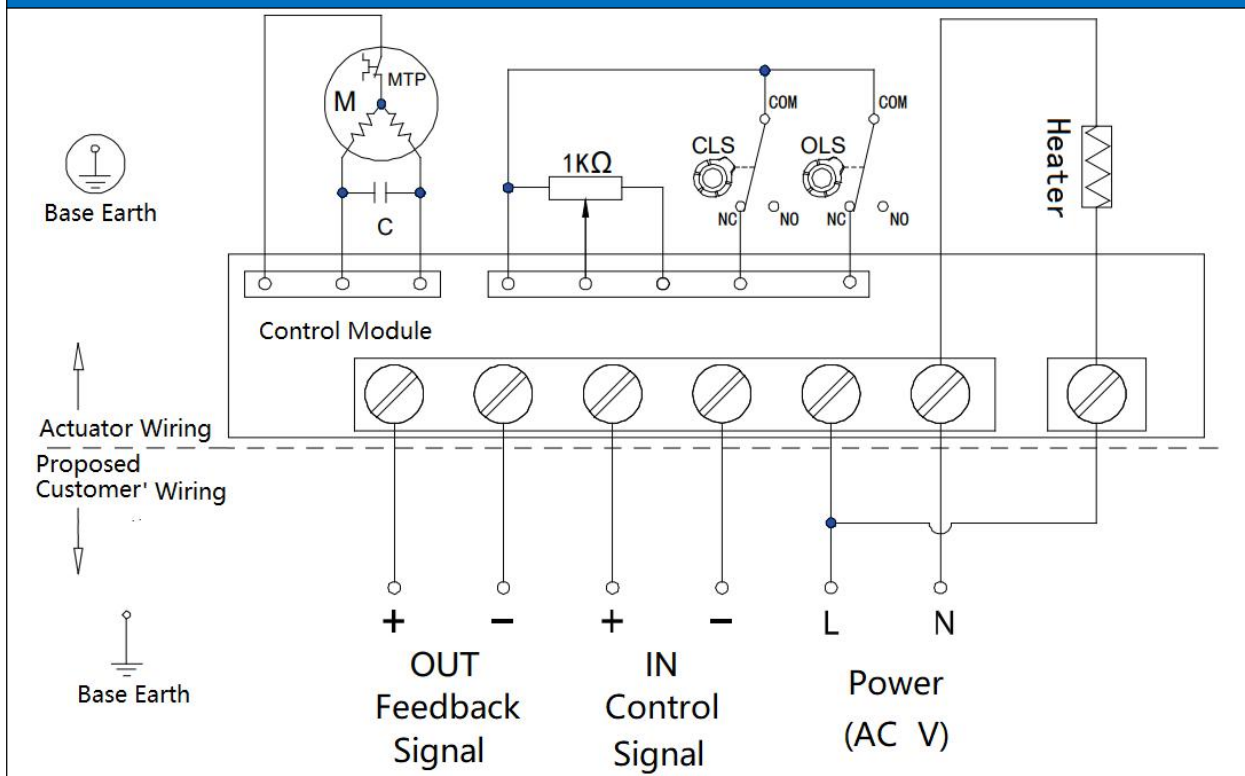 MTP
M
C
Base Earth
1KΩ
CLS
COM
NC
NO
OLS
COM
NC
NO
Heater
Control Module
Actuator Wiring
Proposed
Customer' Wiring
+
−
+
−
L
N
OUT
Feedback
Signal
IN
Control
Signal
Power
(AC V)
Base Earth